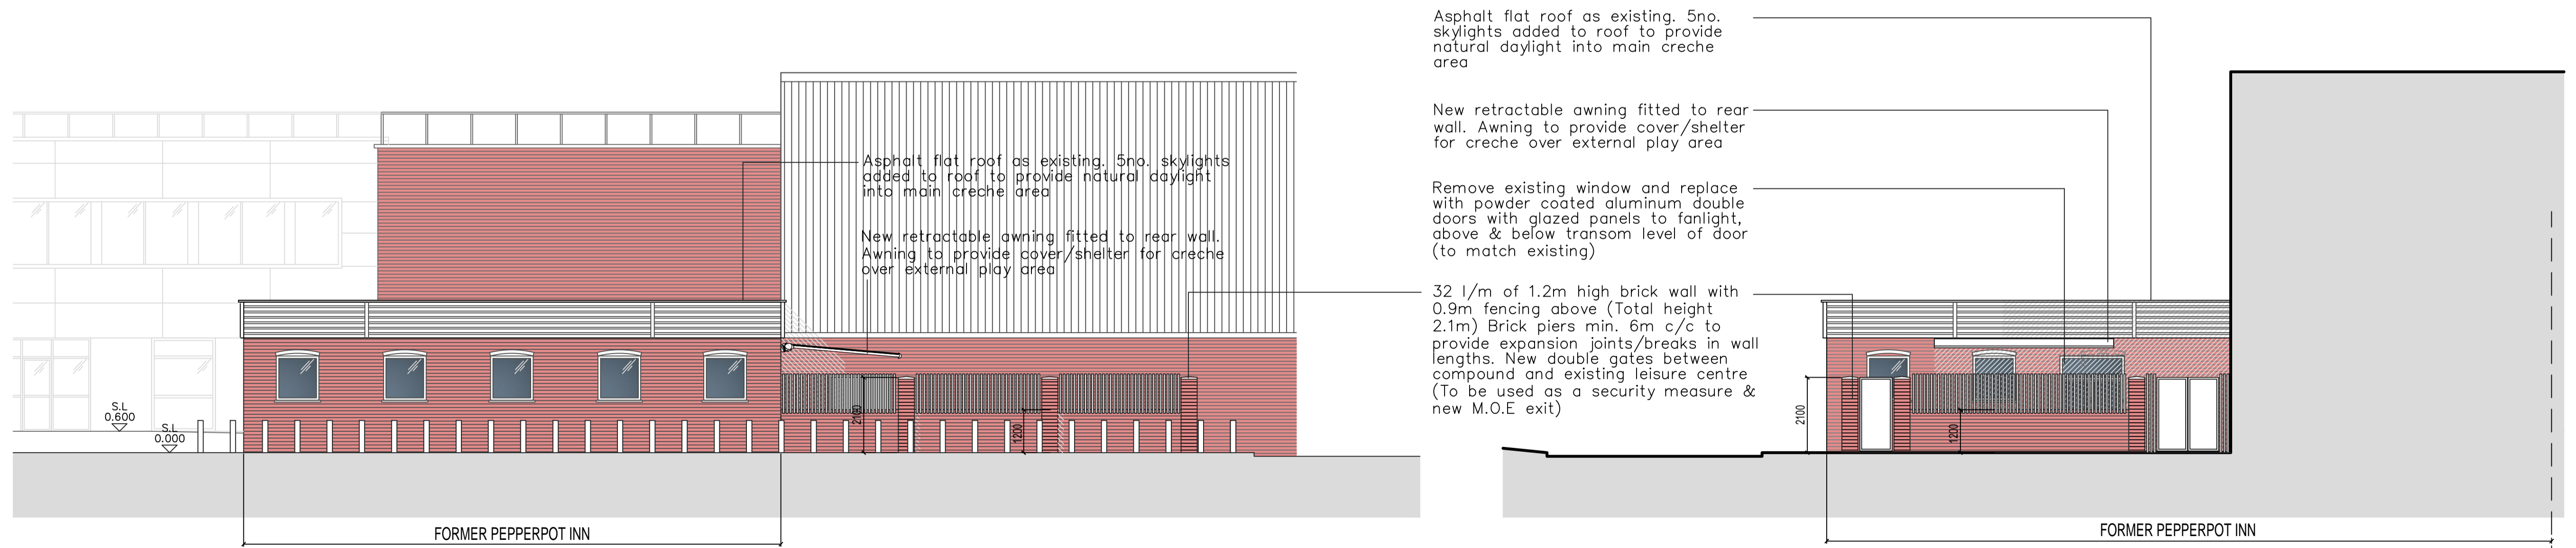 Asphalt flat roof as existing. 5no. skylights
added to roof to provide natural daylight
into main creche area
New retractable awning fitted to rear wall.
Awning to provide cover/shelter for creche
over external play area
S.L
0.600
S.L
0.000
2100
1200
FORMER PEPPERPOT INN
Asphalt flat roof as existing. 5no.
skylights added to roof to provide
natural daylight into main creche
area
New retractable awning fitted to rear
wall. Awning to provide cover/shelter
for creche over external play area
Remove existing window and replace
with powder coated aluminum double
doors with glazed panels to fanlight,
above & below transom level of door
(to match existing)
32 l/m of 1.2m high brick wall with
0.9m fencing above (Total height
2.1m) Brick piers min. 6m c/c to
provide expansion joints/breaks in wall
lengths. New double gates between
compound and existing leisure centre
(To be used as a security measure &
new M.O.E exit)
2100
1200
FORMER PEPPERPOT INN